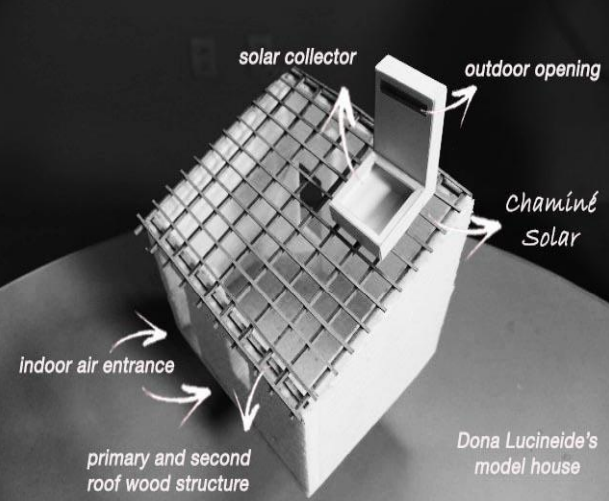 solar collector
outdoor opening
Chaminé
Solar
indoor air entrance
primary and second
roof wood structure
Dona Lucineide's
model house